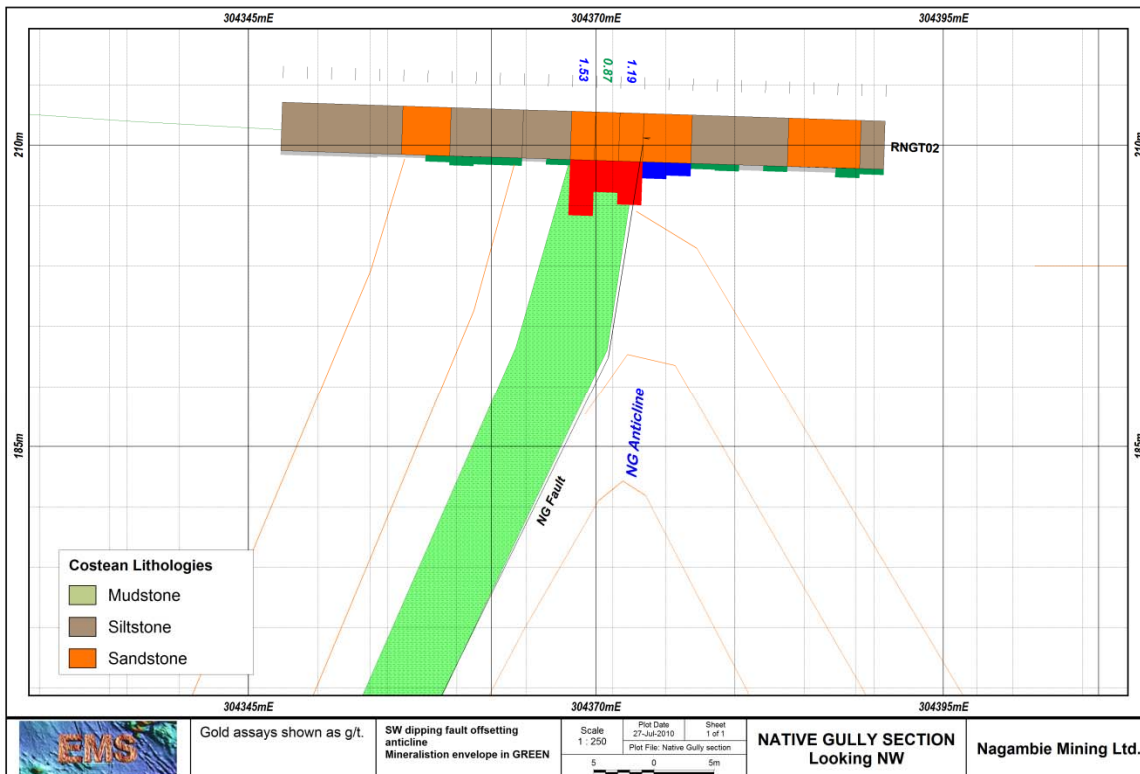 304345mE 304370mE 304395mE
1.53 0.87 1.19
210m 210m
RNGT02
185m 185m
NG Anticline
NG Fault
Costean Lithologies
Mudstone
Siltstone
Sandstone
304345mE 304370mE 304395mE
EMS
Gold assays shown as g/t.
SW dipping fault offsetting
anticline
Mineralistion envelope in GREEN
Scale
1 : 250
Plot Date
27-Jul-2010
Sheet
1 of 1
Plot File: Native Gully section
5 0 5m
NATIVE GULLY SECTION
Looking NW
Nagambie Mining Ltd.